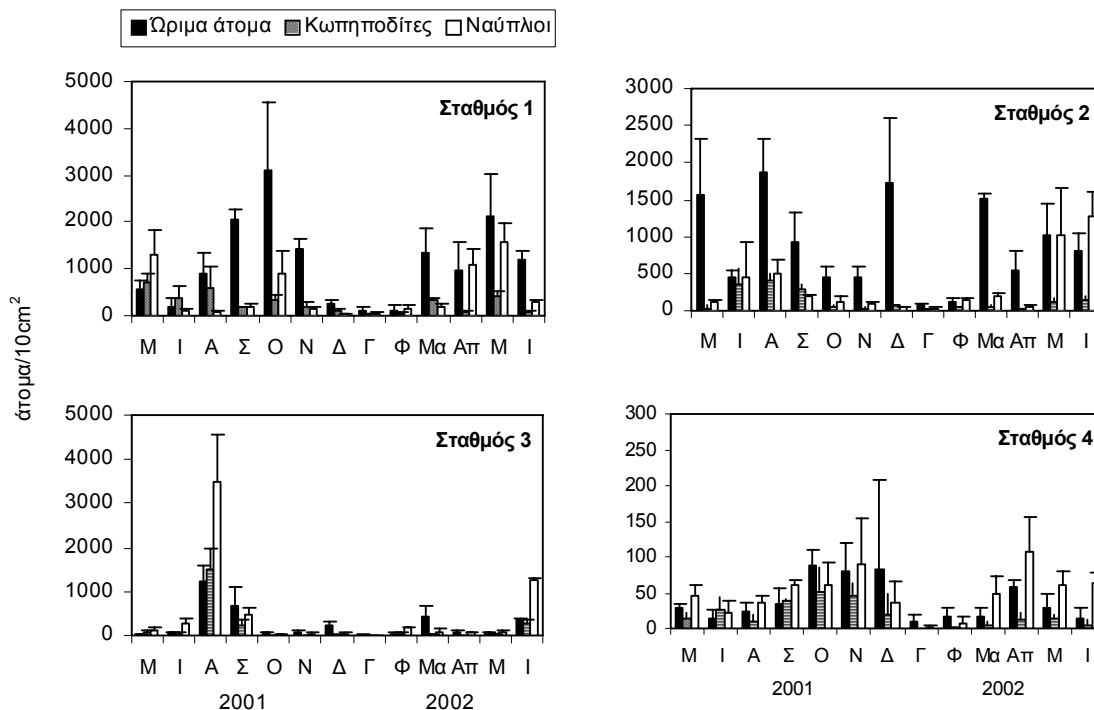 Ώριμα άτομα Κωπηποδίτες Ναύπλιοι
άτομα/10cm²
Σταθμός 1
5000
4000
3000
2000
1000
0
Μ Ι Α Σ Ο Ν Δ Γ Φ Μα Απ Μ Ι
Σταθμός 2
3000
2500
2000
1500
1000
500
0
Μ Ι Α Σ Ο Ν Δ Γ Φ Μα Απ Μ Ι
Σταθμός 3
5000
4000
3000
2000
1000
0
Μ Ι Α Σ Ο Ν Δ Γ Φ Μα Απ Μ Ι
2001 2002
Σταθμός 4
300
250
200
150
100
50
0
Μ Ι Α Σ Ο Ν Δ Γ Φ Μα Απ Μ Ι
2001 2002